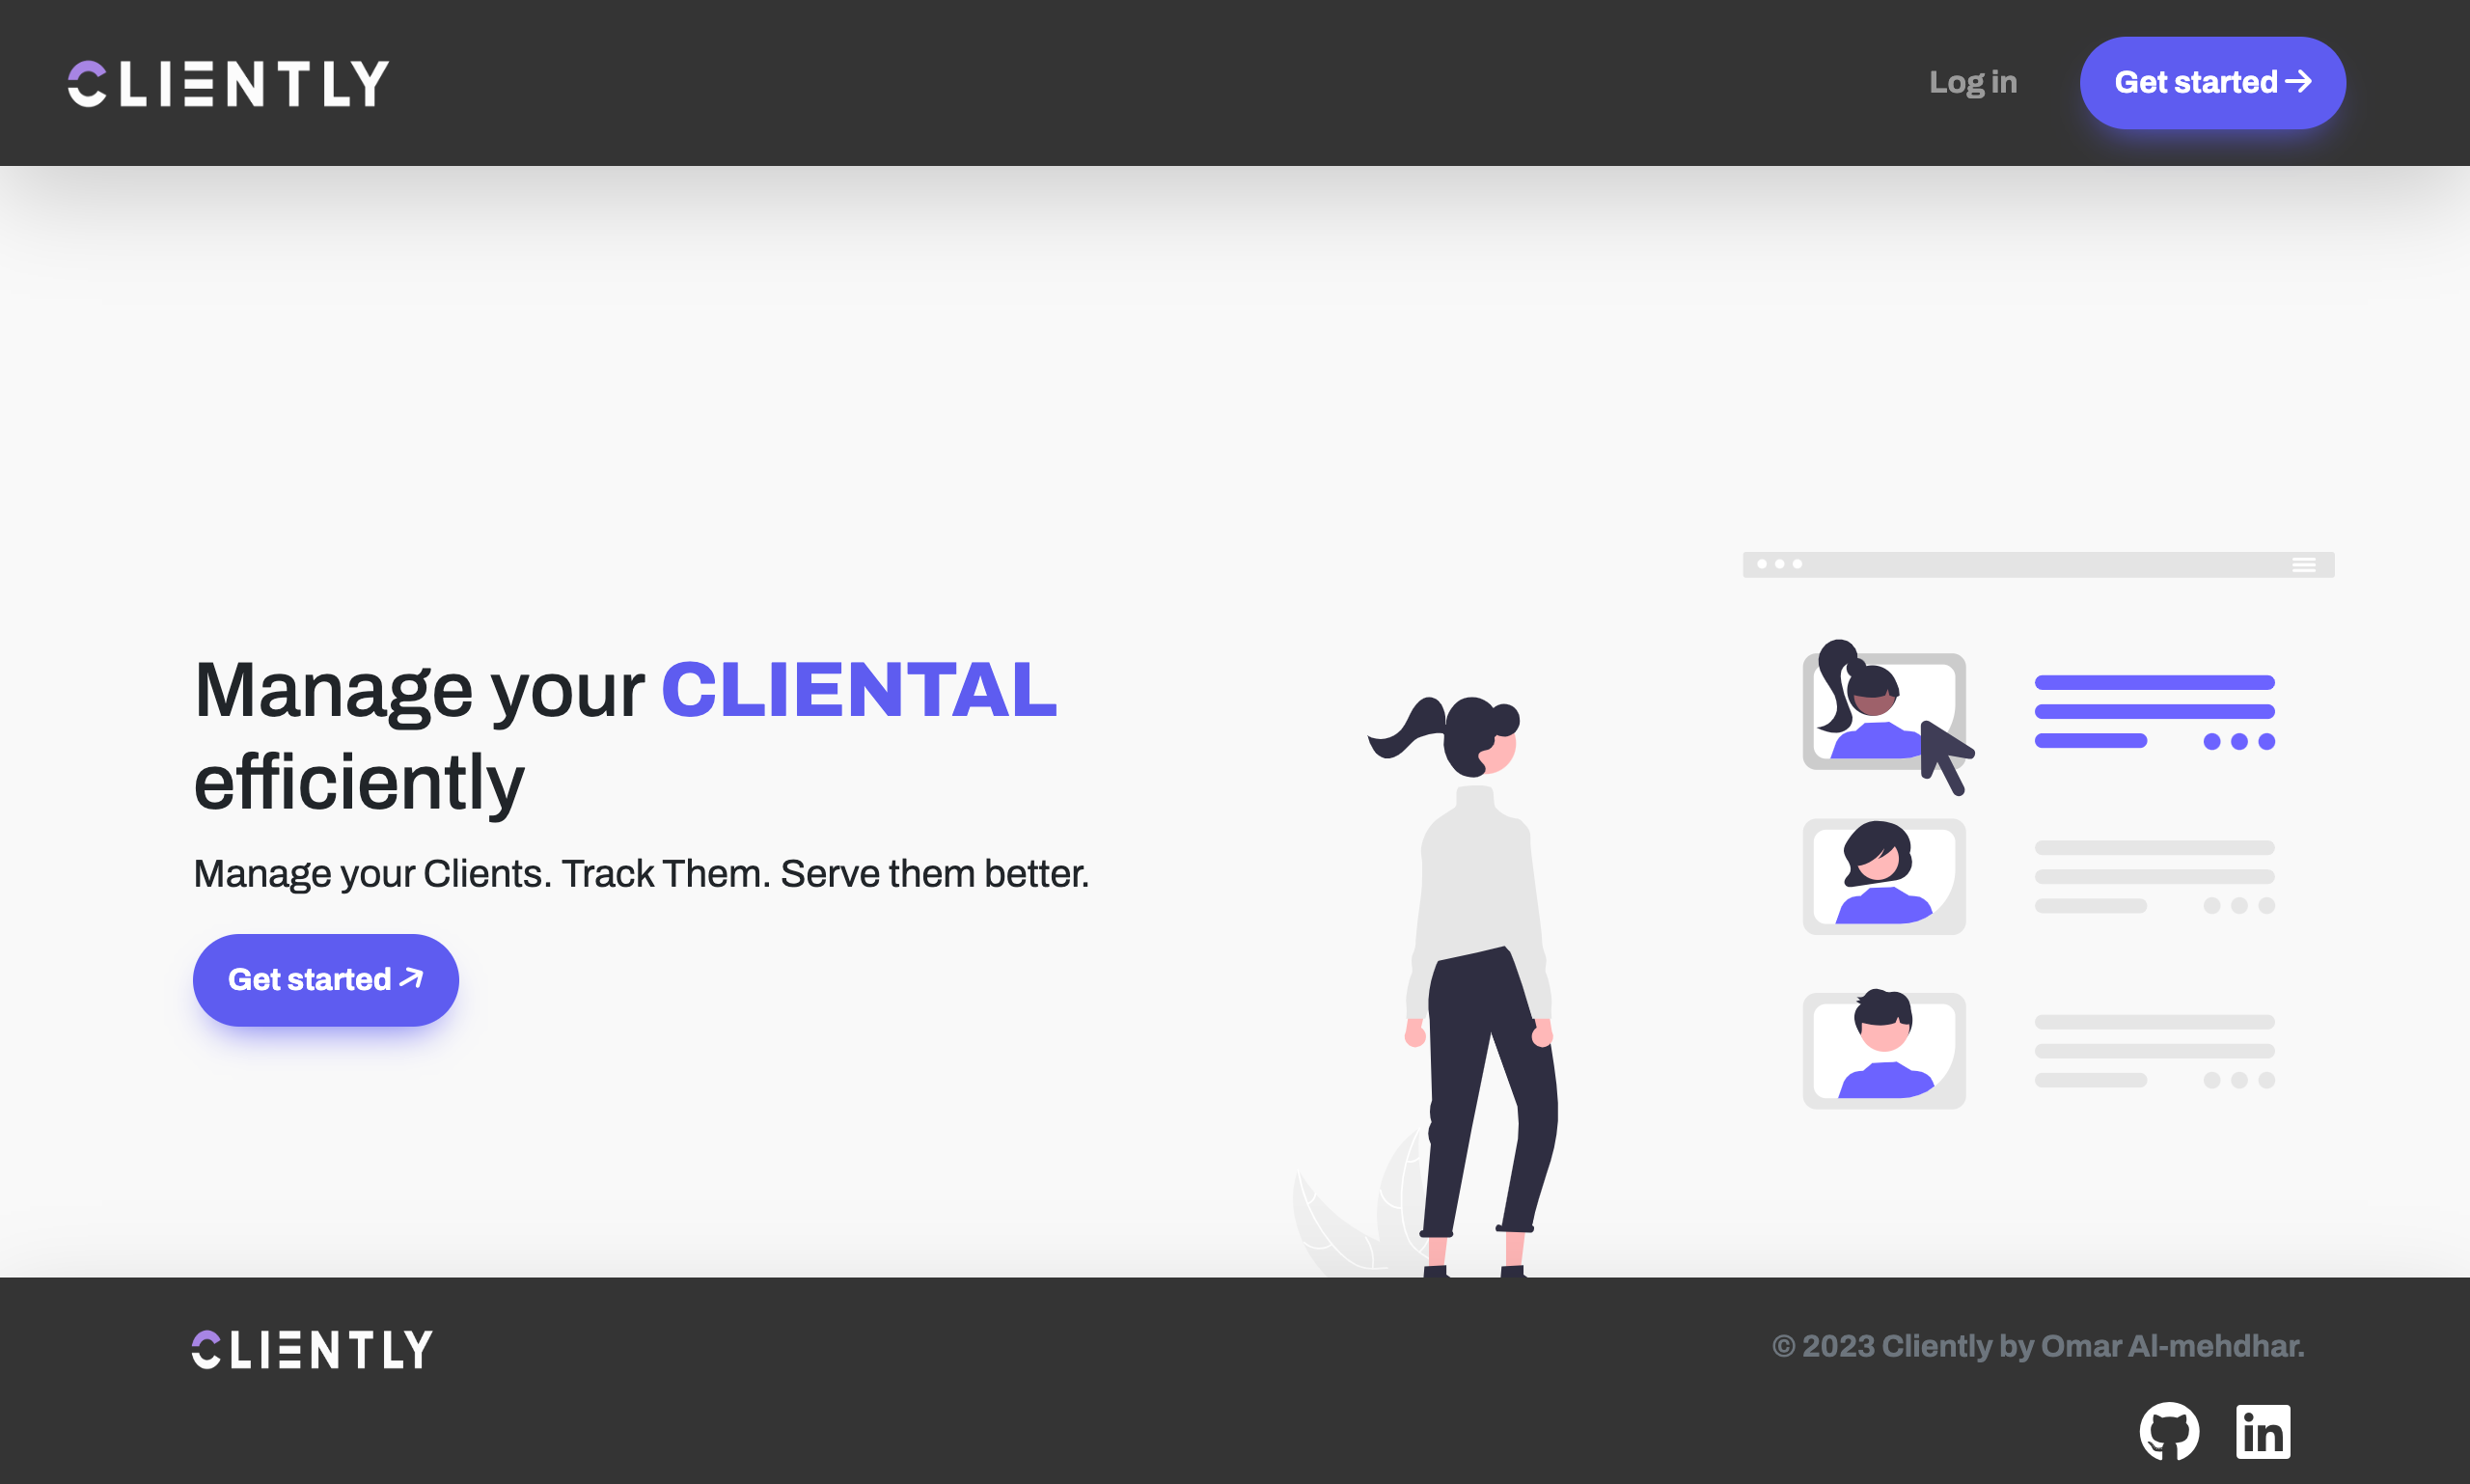 CLIENTLY
Log in
Get started
Manage your CLIENTAL
efficiently
Manage your Clients. Track Them. Serve them better.
Get started
CLIENTLY
© 2023 Cliently by Omar Al-mehdhar.
in